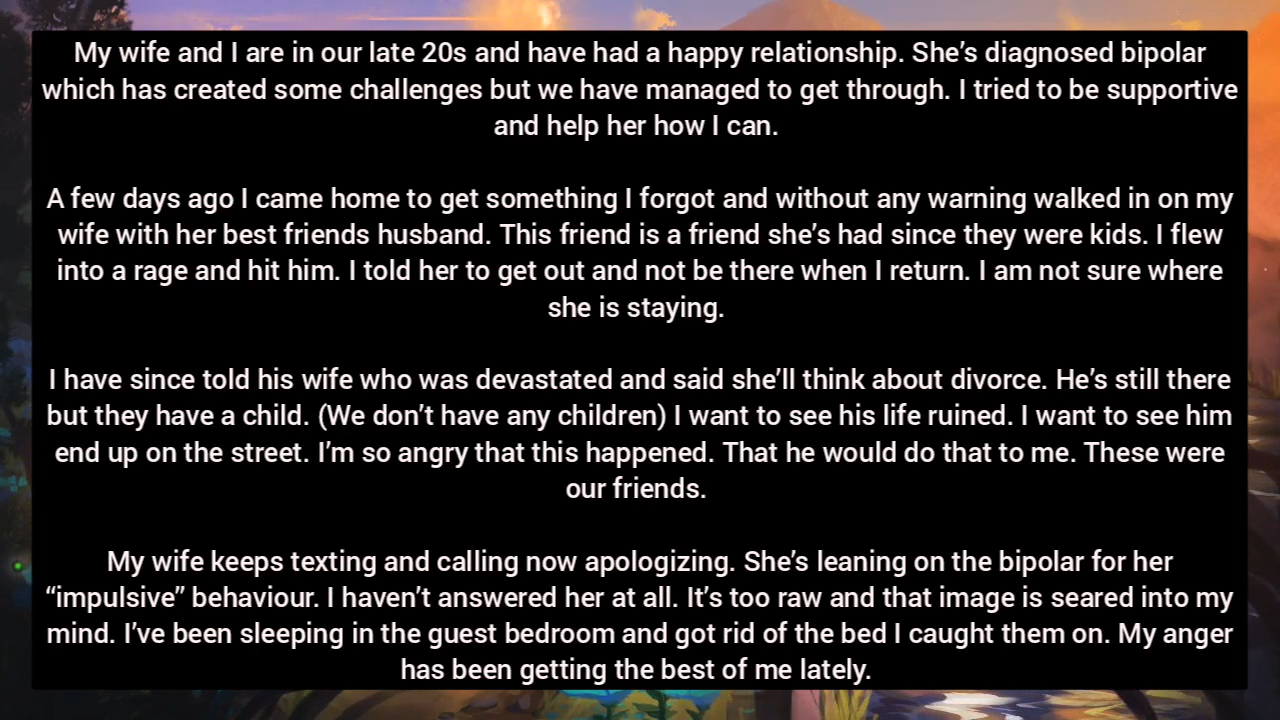 My wife and I are in our late 20s and have had a happy relationship. She’s diagnosed bipolar
which has created some challenges but we have managed to get through. I tried to be supportive
and help her how I can.
A few days ago I came home to get something I forgot and without any warning walked in on my
wife with her best friends husband. This friend is a friend she’s had since they were kids. I flew
into a rage and hit him. I told her to get out and not be there when I return. I am not sure where
she is staying.
I have since told his wife who was devastated and said she’ll think about divorce. He’s still there
but they have a child. (We don’t have any children) I want to see his life ruined. I want to see him
end up on the street. I’m so angry that this happened. That he would do that to me. These were
our friends.
My wife keeps texting and calling now apologizing. She’s leaning on the bipolar for her
“impulsive” behaviour. I haven’t answered her at all. It’s too raw and that image is seared into my
mind. I’ve been sleeping in the guest bedroom and got rid of the bed I caught them on. My anger
has been getting the best of me lately.